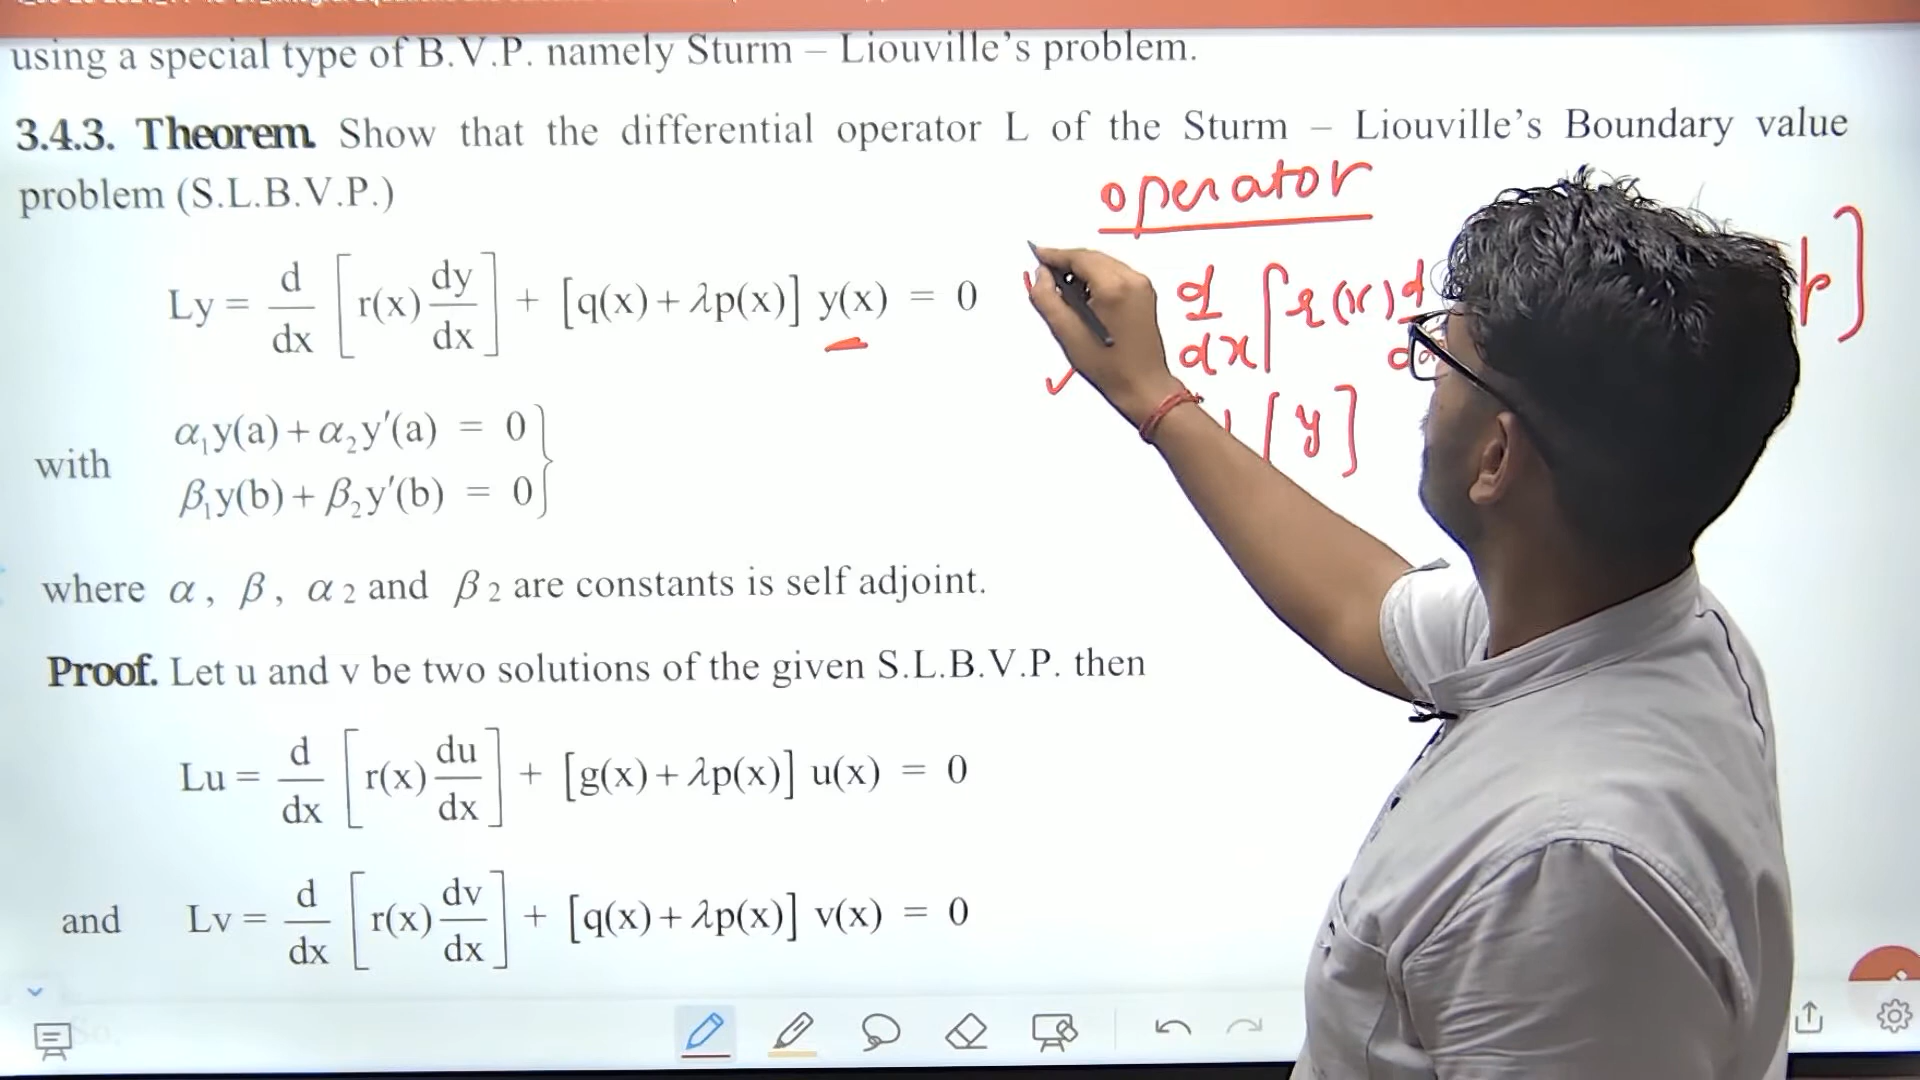 using a special type of B.V.P. namely Sturm – Liouville's problem.
3.4.3. Theorem. Show that the differential operator L of the Sturm – Liouville's Boundary value
problem (S.L.B.V.P.)
operator
Ly = d/dx [r(x) dy/dx] + [q(x) + λp(x)] y(x) = 0
d/dx [r(x) d/dx p]
[y]
with α₁y(a) + α₂y′(a) = 0
β₁y(b) + β₂y′(b) = 0 }
where α, β, α 2 and β 2 are constants is self adjoint.
Proof. Let u and v be two solutions of the given S.L.B.V.P. then
Lu = d/dx [r(x) du/dx] + [g(x) + λp(x)] u(x) = 0
and Lv = d/dx [r(x) dv/dx] + [q(x) + λp(x)] v(x) = 0
So,